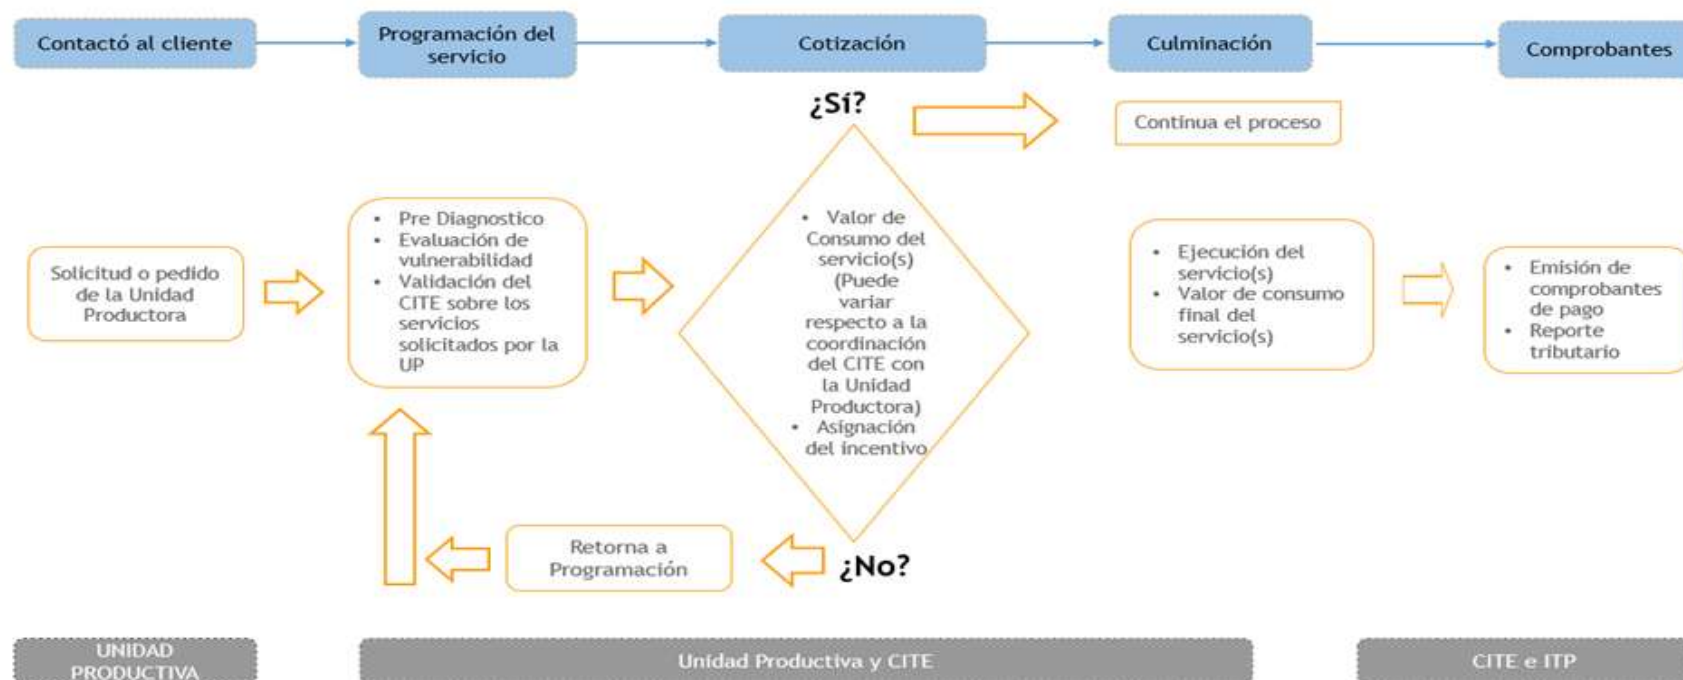 Contactó al cliente
Programación del
servicio
Cotización
Culminación
Comprobantes
¿Sí?
Continua el proceso
Solicitud o pedido
de la Unidad
Productora
• Pre Diagnostico
• Evaluación de
vulnerabilidad
• Validación del
CITE sobre los
servicios
solicitados por la
UP
• Valor de
Consumo del
servicio(s)
(Puede
variar
respecto a la
coordinación
del CITE con
la Unidad
Productora)
• Asignación
del incentivo
• Ejecución del
servicio(s)
• Valor de consumo
final del
servicio(s)
• Emisión de
comprobantes
de pago
• Reporte
tributario
Retorna a
Programación
¿No?
UNIDAD
PRODUCTIVA
Unidad Productiva y CITE
CITE e ITP